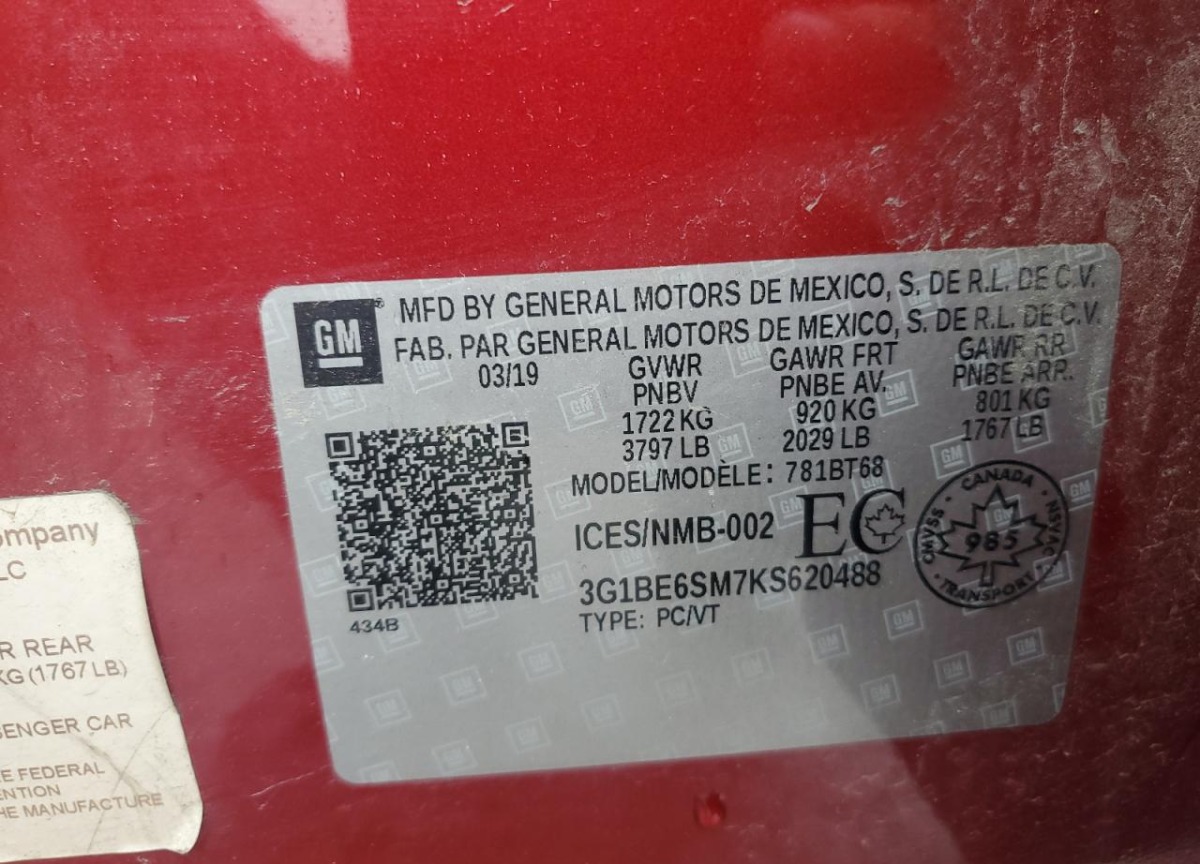 GM
MFD BY GENERAL MOTORS DE MEXICO, S. DE R.L. DE C.V.
FAB. PAR GENERAL MOTORS DE MEXICO, S. DE R.L. DE C.V.
03/19
GVWR
PNBV
1722 KG
3797 LB
GAWR FRT
PNBE AV.
920 KG
2029 LB
GAWR RR
PNBE ARR.
801 KG
1767 LB
MODEL/MODÈLE: 781BT68
ICES/NMB-002 EC
3G1BE6SM7KS620488
TYPE: PC/VT
434B
CANADA
CMVSS
NSVAC
985
TRANSPORT
ompany
LC
R REAR
KG (1767 LB)
SENGER CAR
E FEDERAL
ENTION
HE MANUFACTURE